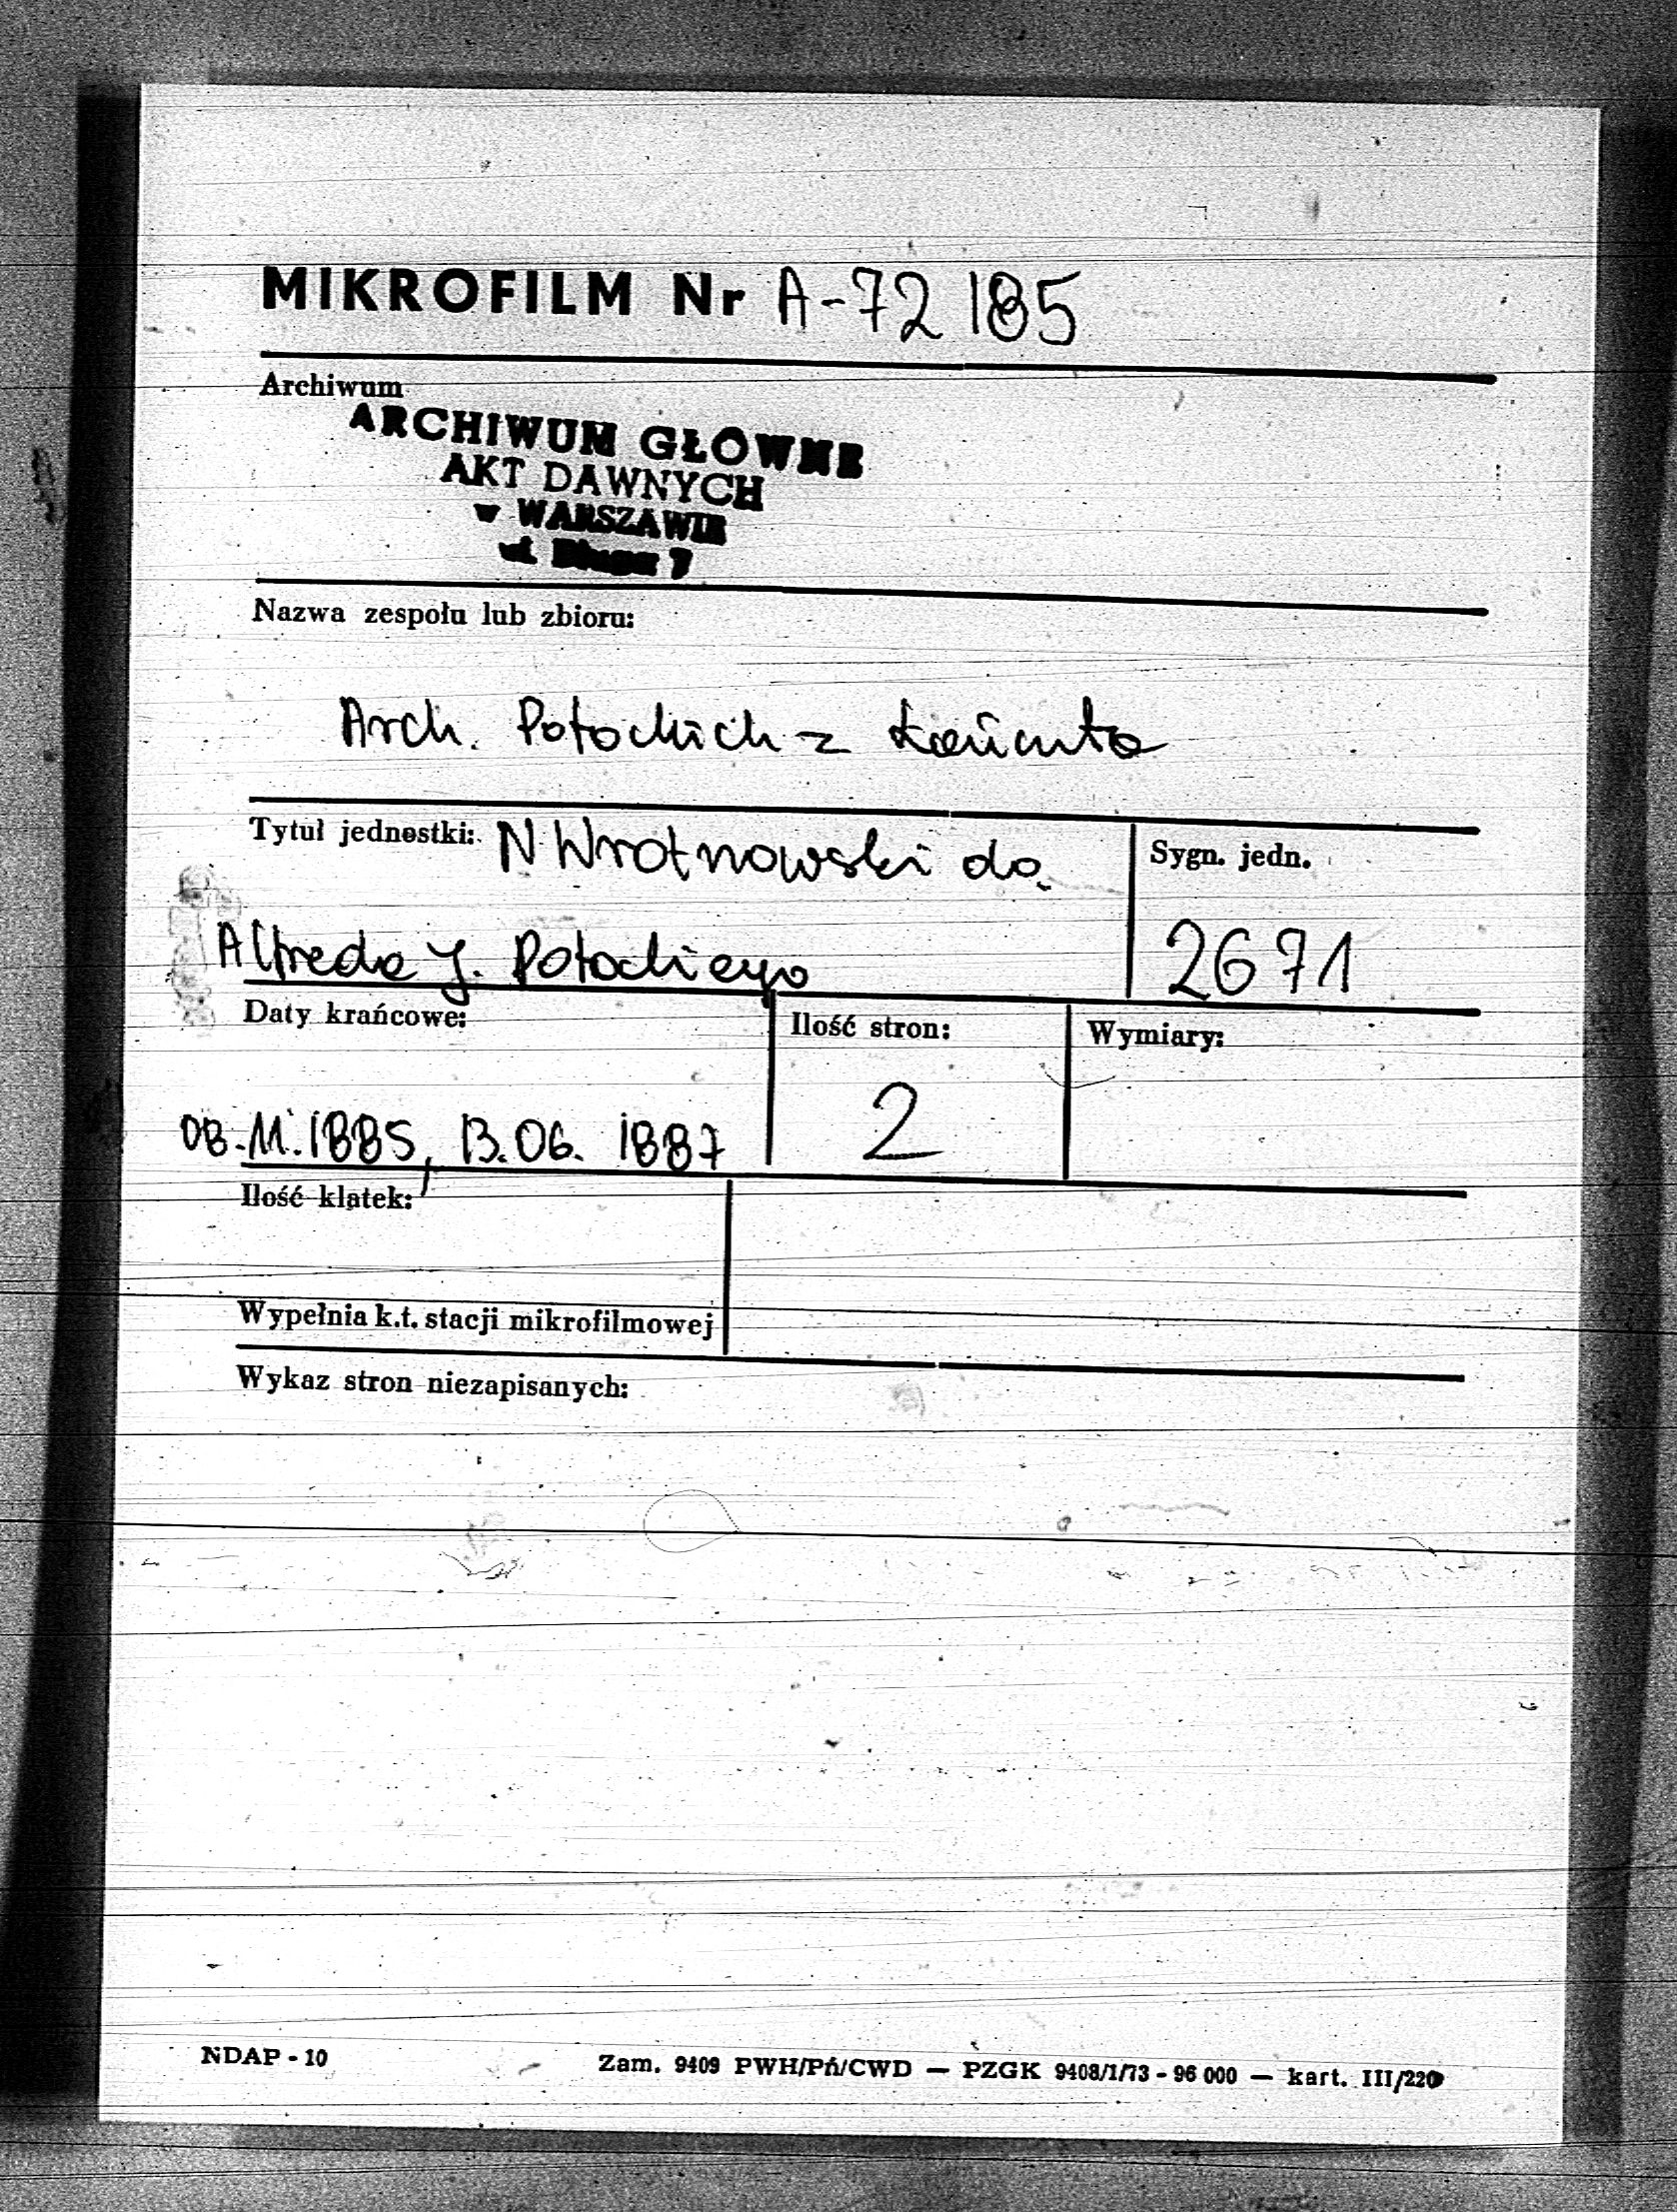 MIKROFILM Nr A-72185
Archiwum
ARCHIWUM GŁÓWNE
AKT DAWNYCH
w WARSZAWIE
ul. Długa 7
Nazwa zespołu lub zbioru:
Arch. Potockich z Łańcuta
Tytuł jednostki: N Wrotnowski do
Alfreda J. Potockiego
Sygn. jedn.
2671
Daty krańcowe:
08.11.1885, 13.06.1887
Ilość stron:
2
Wymiary:
Ilość klatek:
Wypełnia k.t. stacji mikrofilmowej
Wykaz stron niezapisanych:
NDAP - 10
Zam. 9409 PWH/Pń/CWD — PZGK 9408/1/73 - 96 000 — kart. III/220